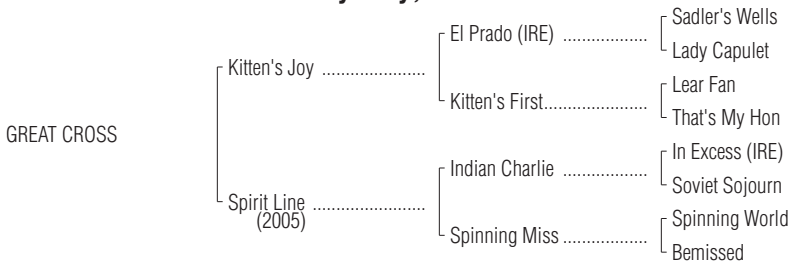 Sadler's Wells
El Prado (IRE) ..................
Lady Capulet
Kitten's Joy ......................
Lear Fan
Kitten's First......................
That's My Hon
GREAT CROSS
In Excess (IRE)
Indian Charlie ..................
Soviet Sojourn
Spirit Line ........................
(2005)
Spinning World
Spinning Miss ..................
Bemissed